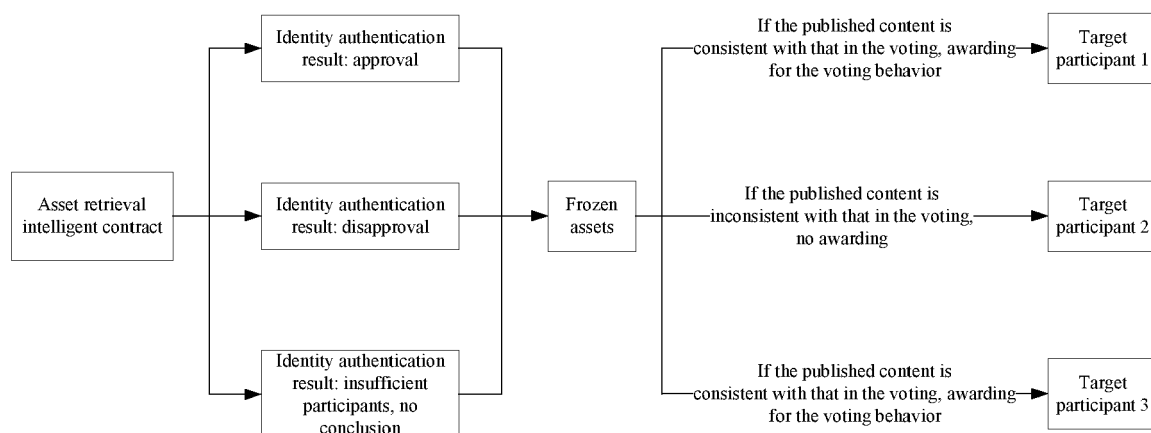 Asset retrieval
intelligent contract
Identity authentication
result: approval
Identity authentication
result: disapproval
Identity authentication
result: insufficient
participants, no
conclusion
Frozen
assets
If the published content is
consistent with that in the voting, awarding
for the voting behavior
Target
participant 1
If the published content is
inconsistent with that in the voting,
no awarding
Target
participant 2
If the published content is
consistent with that in the voting, awarding
for the voting behavior
Target
participant 3